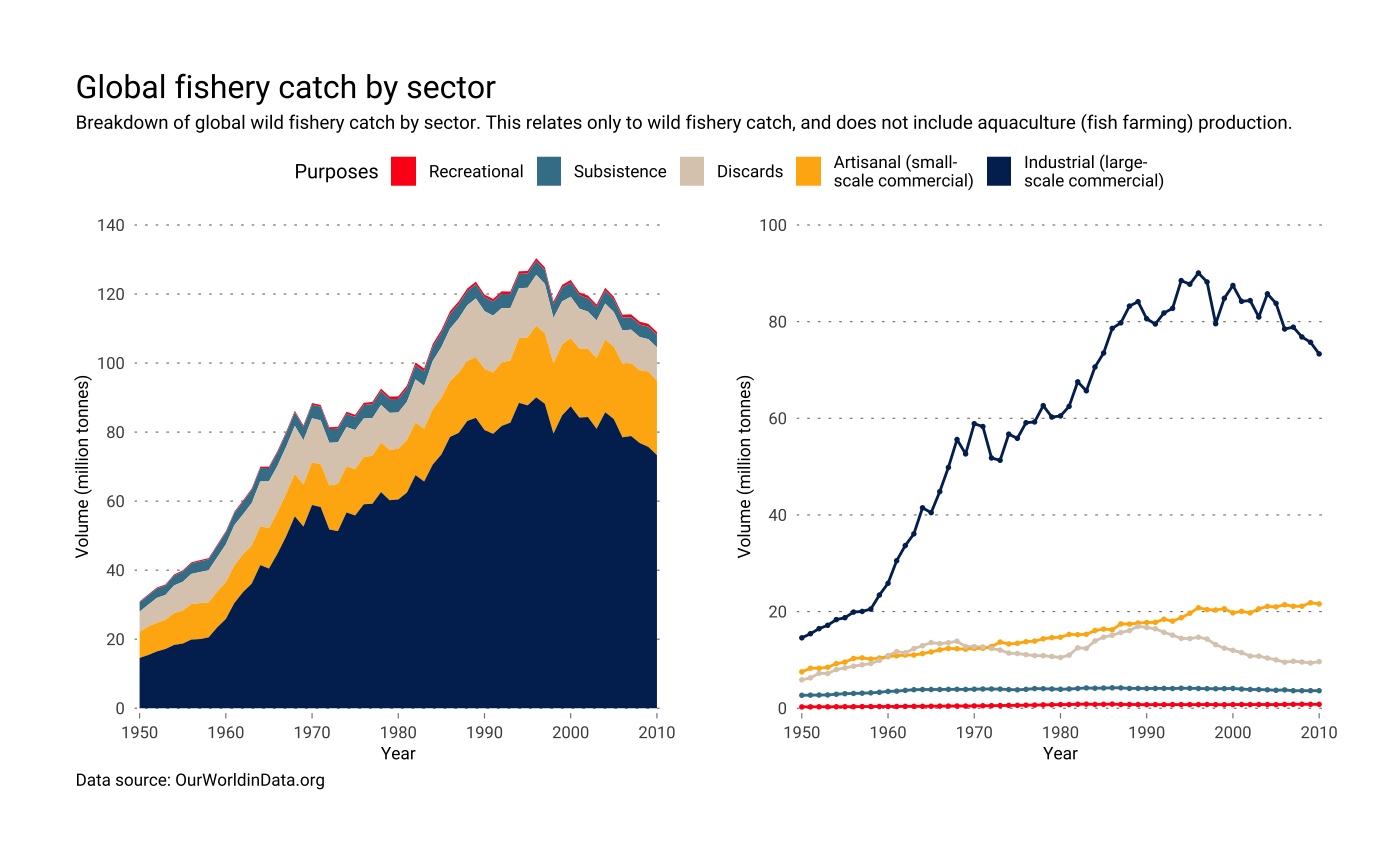 Global fishery catch by sector
Breakdown of global wild fishery catch by sector. This relates only to wild fishery catch, and does not include aquaculture (fish farming) production.
Purposes
Recreational
Subsistence
Discards
Artisanal (small-
scale commercial)
Industrial (large-
scale commercial)
140
120
100
80
60
40
20
0
Volume (million tonnes)
1950 1960 1970 1980 1990 2000 2010
Year
100
80
60
40
20
0
Volume (million tonnes)
1950 1960 1970 1980 1990 2000 2010
Year
Data source: OurWorldinData.org